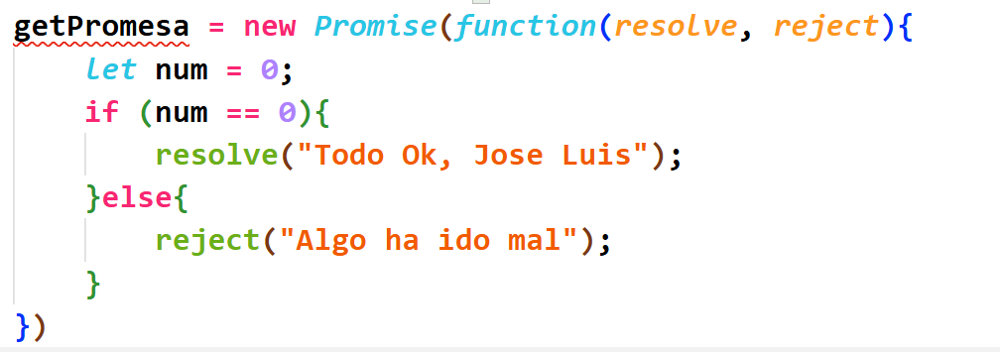 getPromesa = new Promise(function(resolve, reject){
    let num = 0;
    if (num == 0){
        resolve("Todo Ok, Jose Luis");
    }else{
        reject("Algo ha ido mal");
    }
})